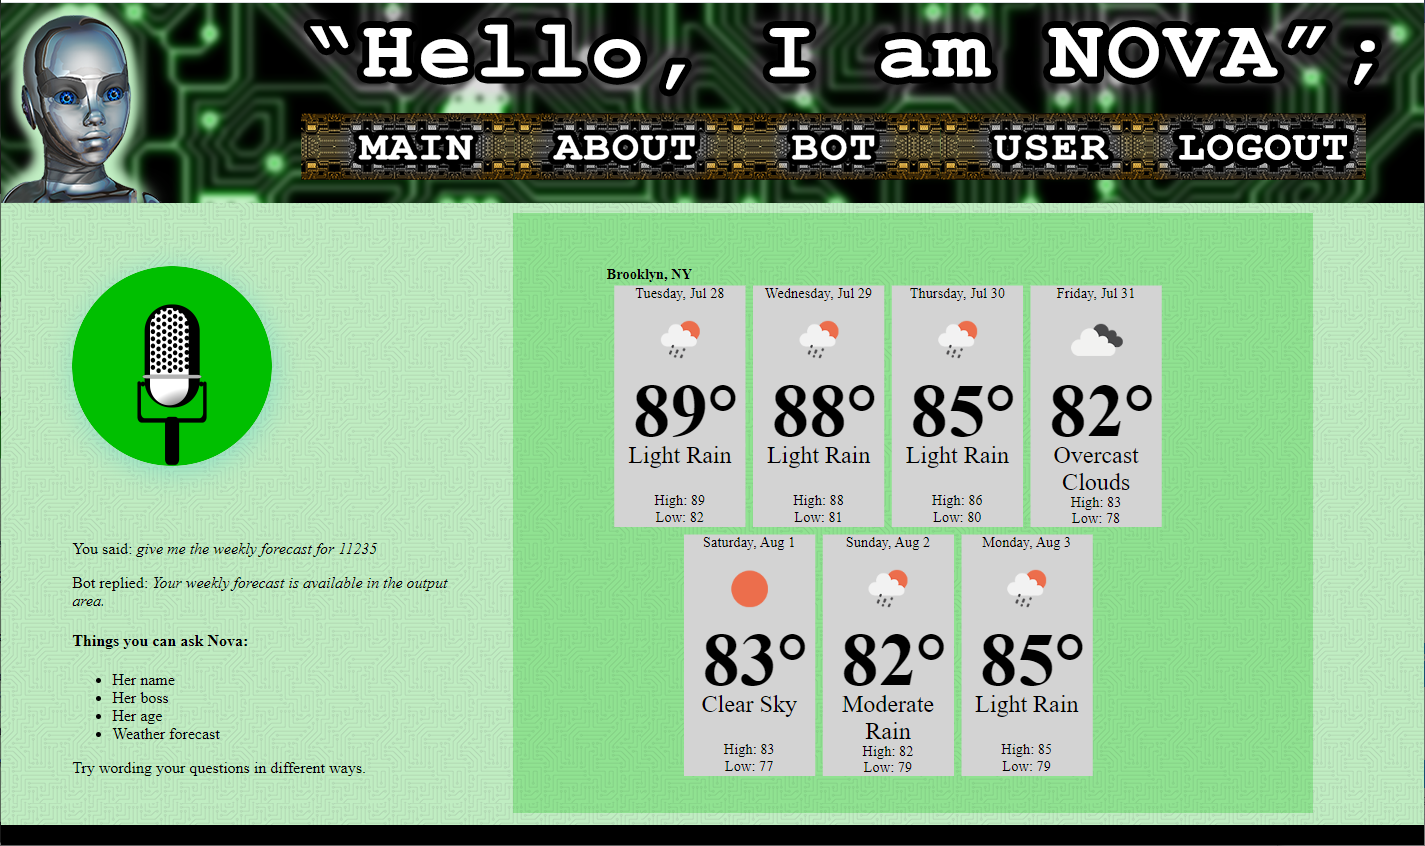 “Hello, I am NOVA”;
MAIN ABOUT BOT USER LOGOUT
You said: give me the weekly forecast for 11235
Bot replied: Your weekly forecast is available in the output
area.
Things you can ask Nova:
Her name
Her boss
Her age
Weather forecast
Try wording your questions in different ways.
Brooklyn, NY
Tuesday, Jul 28
89°
Light Rain
High: 89
Low: 82
Wednesday, Jul 29
88°
Light Rain
High: 88
Low: 81
Thursday, Jul 30
85°
Light Rain
High: 86
Low: 80
Friday, Jul 31
82°
Overcast
Clouds
High: 83
Low: 78
Saturday, Aug 1
83°
Clear Sky
High: 83
Low: 77
Sunday, Aug 2
82°
Moderate
Rain
High: 82
Low: 79
Monday, Aug 3
85°
Light Rain
High: 85
Low: 79